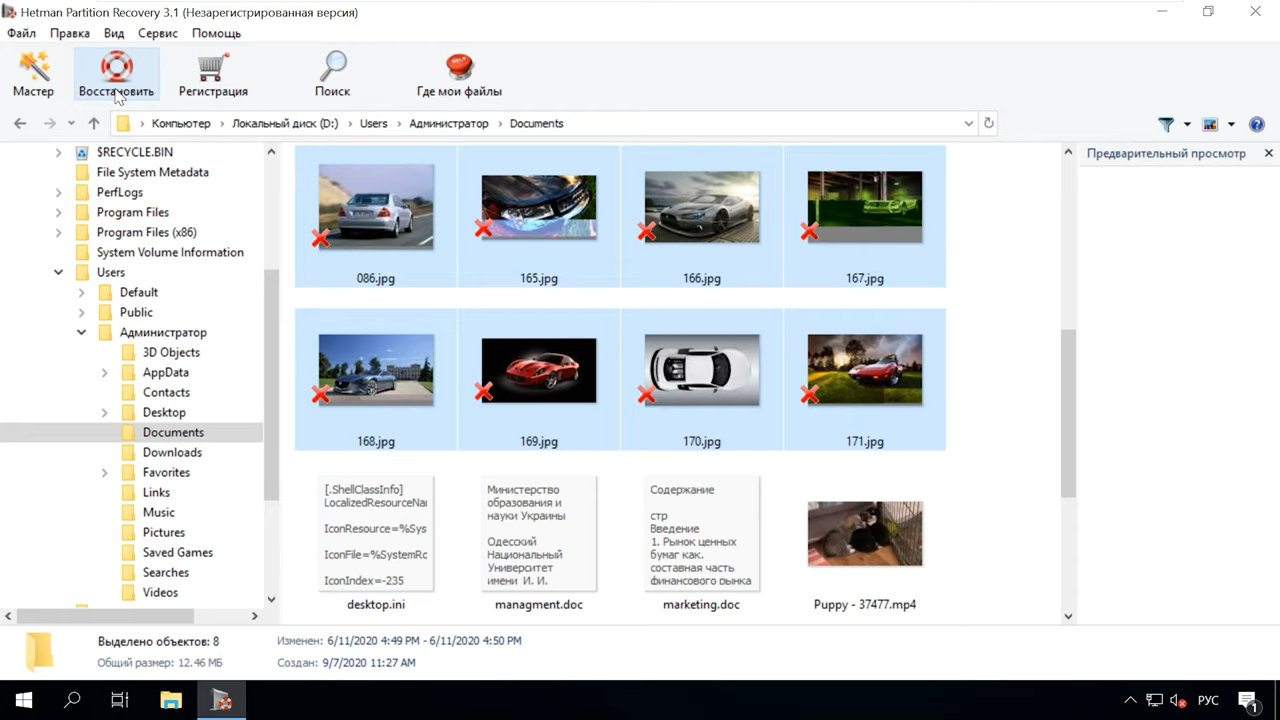 Hetman Partition Recovery 3.1 (Незарегистрированная версия)
Файл Правка Вид Сервис Помощь
Мастер Восстановить Регистрация Поиск Где мои файлы
Компьютер Локальный диск (D:) Users Администратор Documents
$RECYCLE.BIN
File System Metadata
PerfLogs
Program Files
Program Files (x86)
System Volume Information
Users
Default
Public
Администратор
3D Objects
AppData
Contacts
Desktop
Documents
Downloads
Favorites
Links
Music
Pictures
Saved Games
Searches
Videos
086.jpg 165.jpg 166.jpg 167.jpg
168.jpg 169.jpg 170.jpg 171.jpg
[.ShellClassInfo]
LocalizedResourceNar
IconResource=%Sys
IconFile=%SystemRo
IconIndex=-235
desktop.ini
Министерство
образования и
науки Украины
Одесский
Национальный
Университет
имени И. И.
managment.doc
Содержание
стр
Введение
1. Рынок ценных
бумаг как.
составная часть
финансового рынка
marketing.doc
Puppy - 37477.mp4
Предварительный просмотр
Выделено объектов: 8
Общий размер: 12.46 МБ
Изменен: 6/11/2020 4:49 PM - 6/11/2020 4:50 PM
Создан: 9/7/2020 11:27 AM
РУС
1